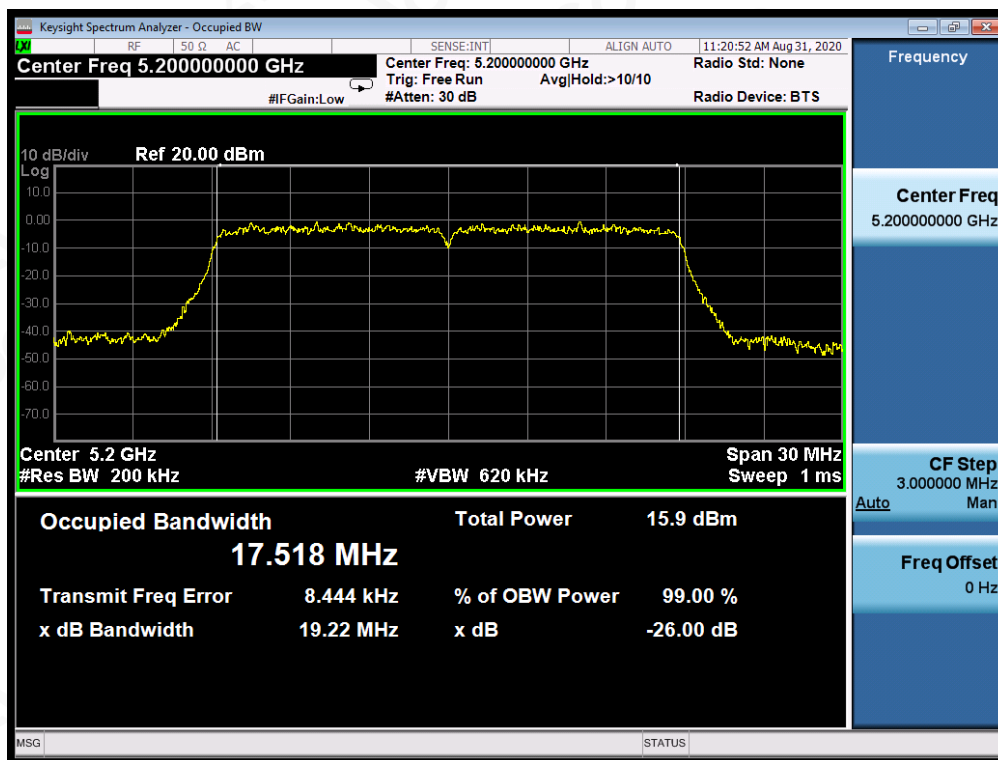 Keysight Spectrum Analyzer - Occupied BW
LXI RF 50 Ω AC SENSE:INT ALIGN AUTO 11:20:52 AM Aug 31, 2020
Center Freq 5.200000000 GHz
Center Freq: 5.200000000 GHz
Radio Std: None
Trig: Free Run Avg|Hold:>10/10
#IFGain:Low
#Atten: 30 dB
Radio Device: BTS
10 dB/div Ref 20.00 dBm
Log
10.0
0.00
-10.0
-20.0
-30.0
-40.0
-50.0
-60.0
-70.0
Center 5.2 GHz Span 30 MHz
#Res BW 200 kHz #VBW 620 kHz Sweep 1 ms
Occupied Bandwidth Total Power 15.9 dBm
17.518 MHz
Transmit Freq Error 8.444 kHz % of OBW Power 99.00 %
x dB Bandwidth 19.22 MHz x dB -26.00 dB
MSG STATUS
Frequency
Center Freq
5.200000000 GHz
CF Step
3.000000 MHz
Auto Man
Freq Offset
0 Hz